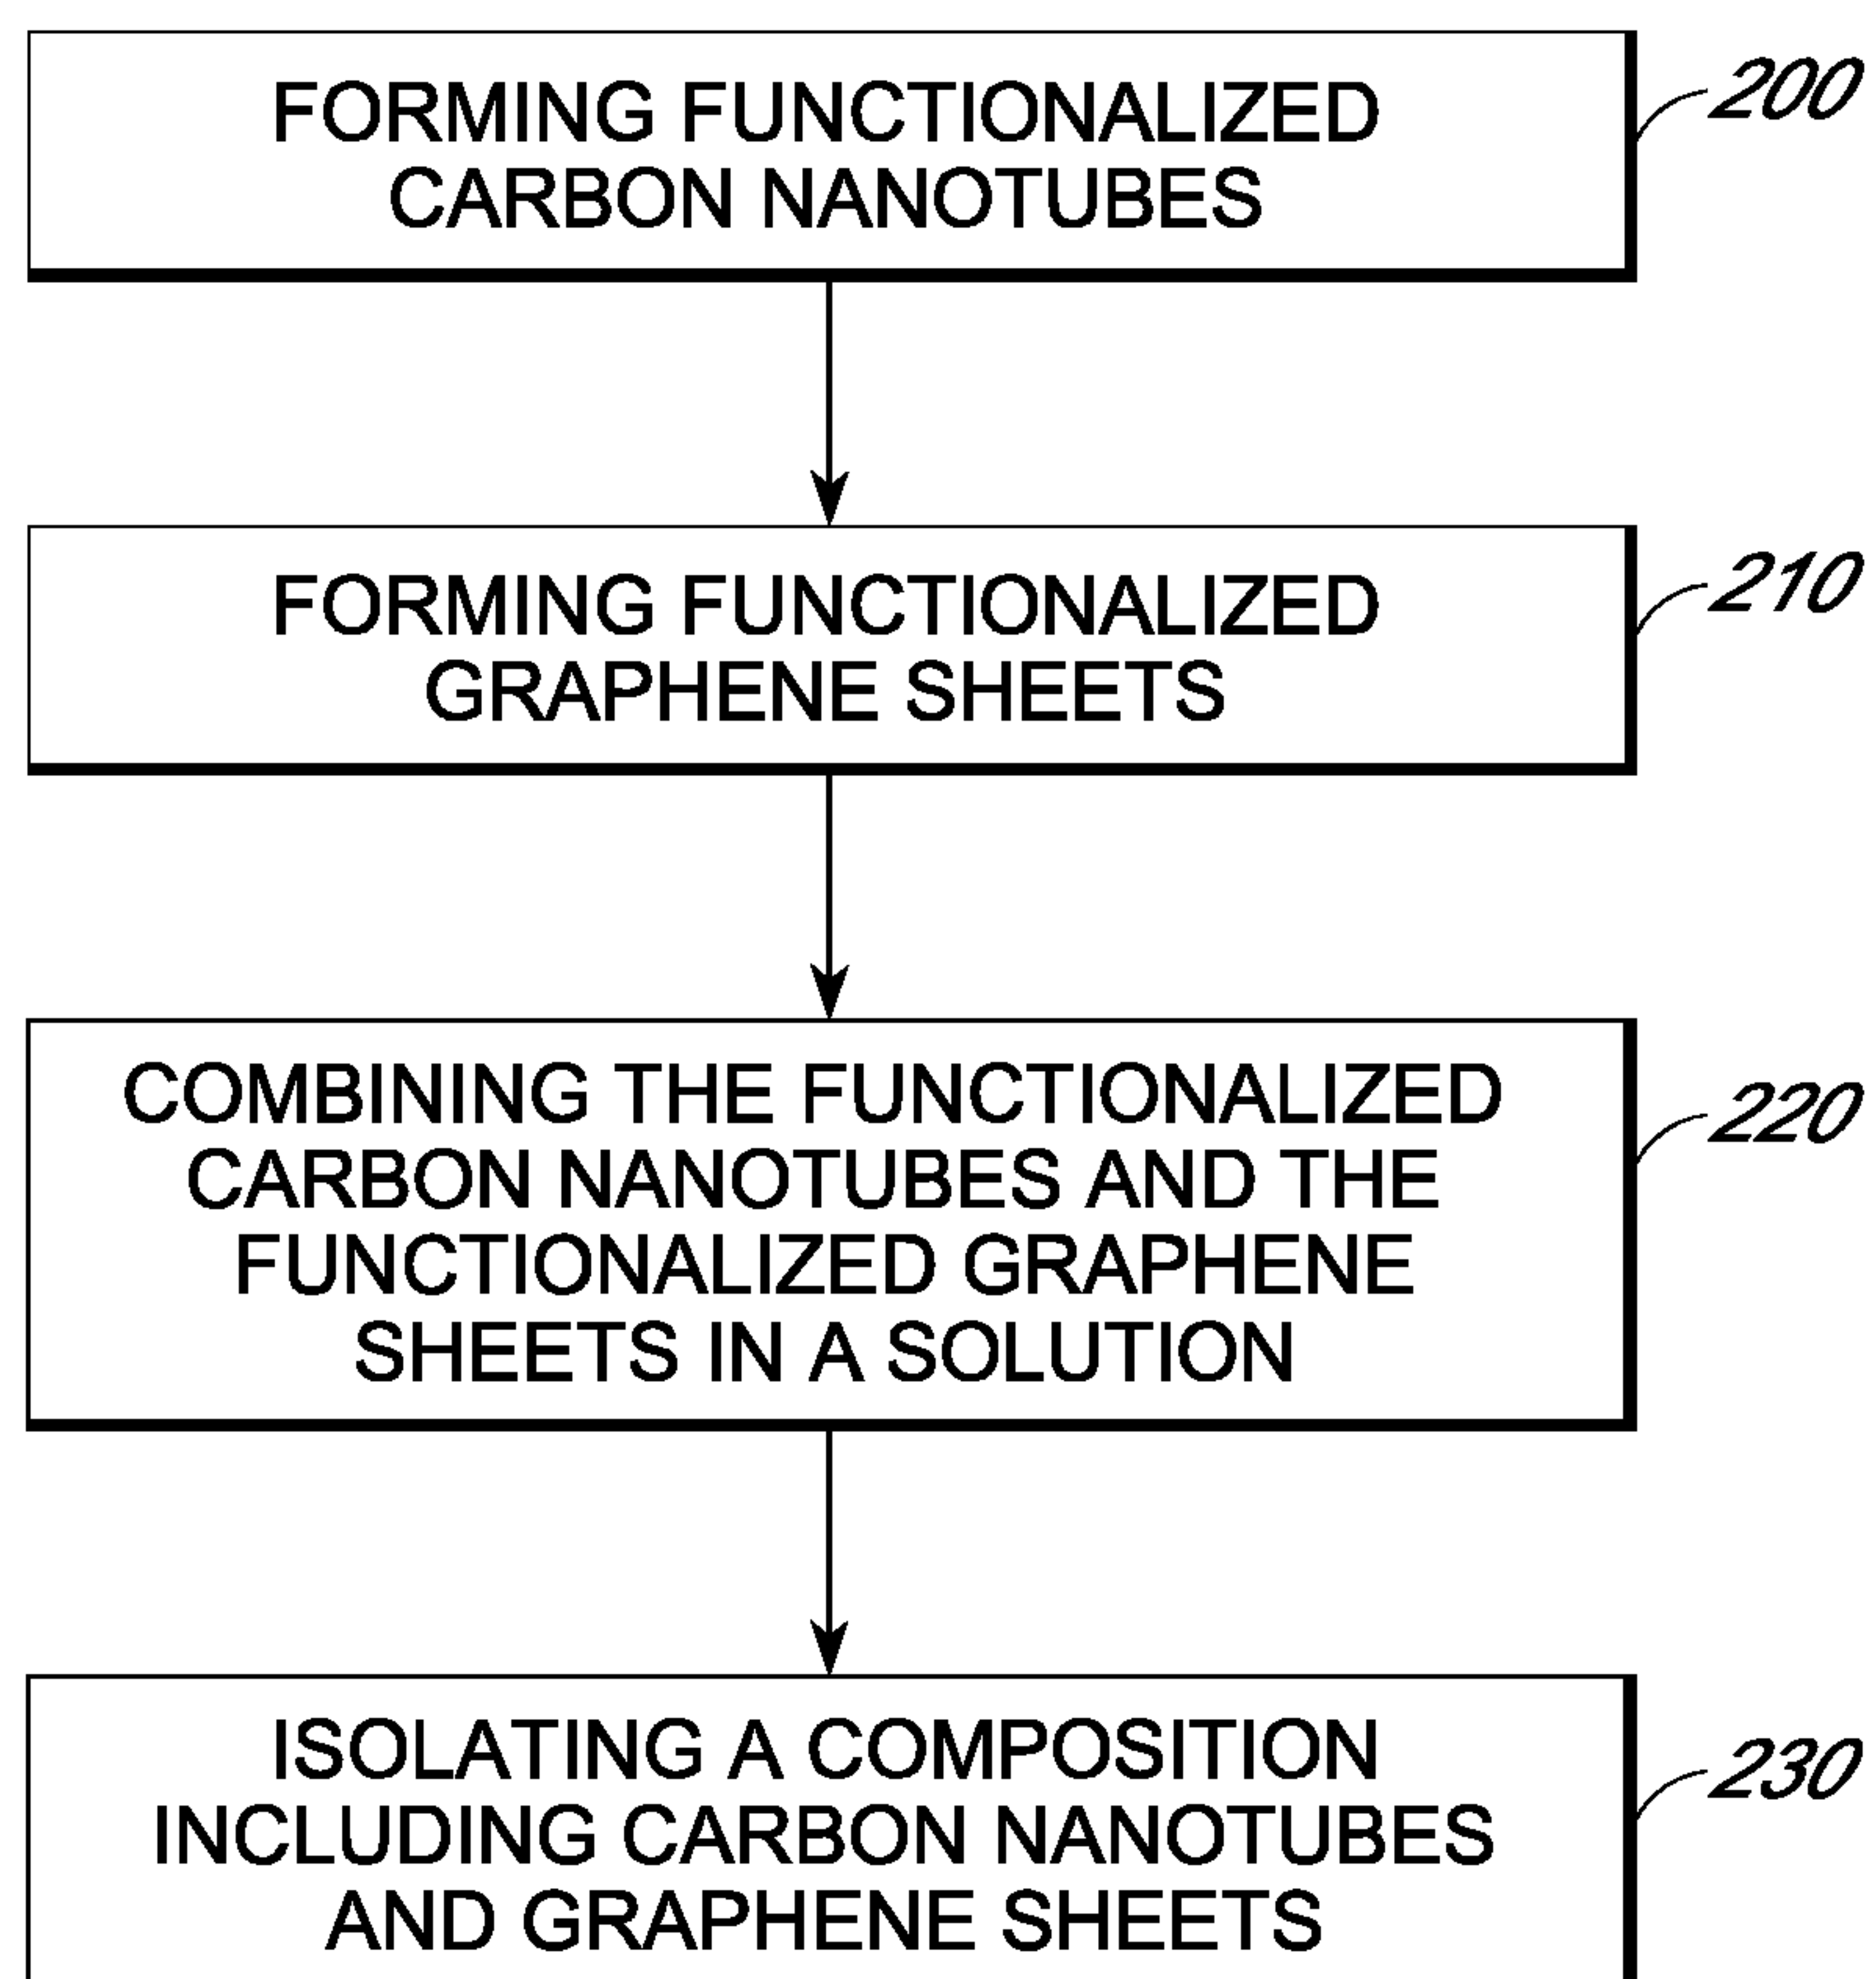 FORMING FUNCTIONALIZED
CARBON NANOTUBES
200
FORMING FUNCTIONALIZED
GRAPHENE SHEETS
210
COMBINING THE FUNCTIONALIZED
CARBON NANOTUBES AND THE
FUNCTIONALIZED GRAPHENE
SHEETS IN A SOLUTION
220
ISOLATING A COMPOSITION
INCLUDING CARBON NANOTUBES
AND GRAPHENE SHEETS
230